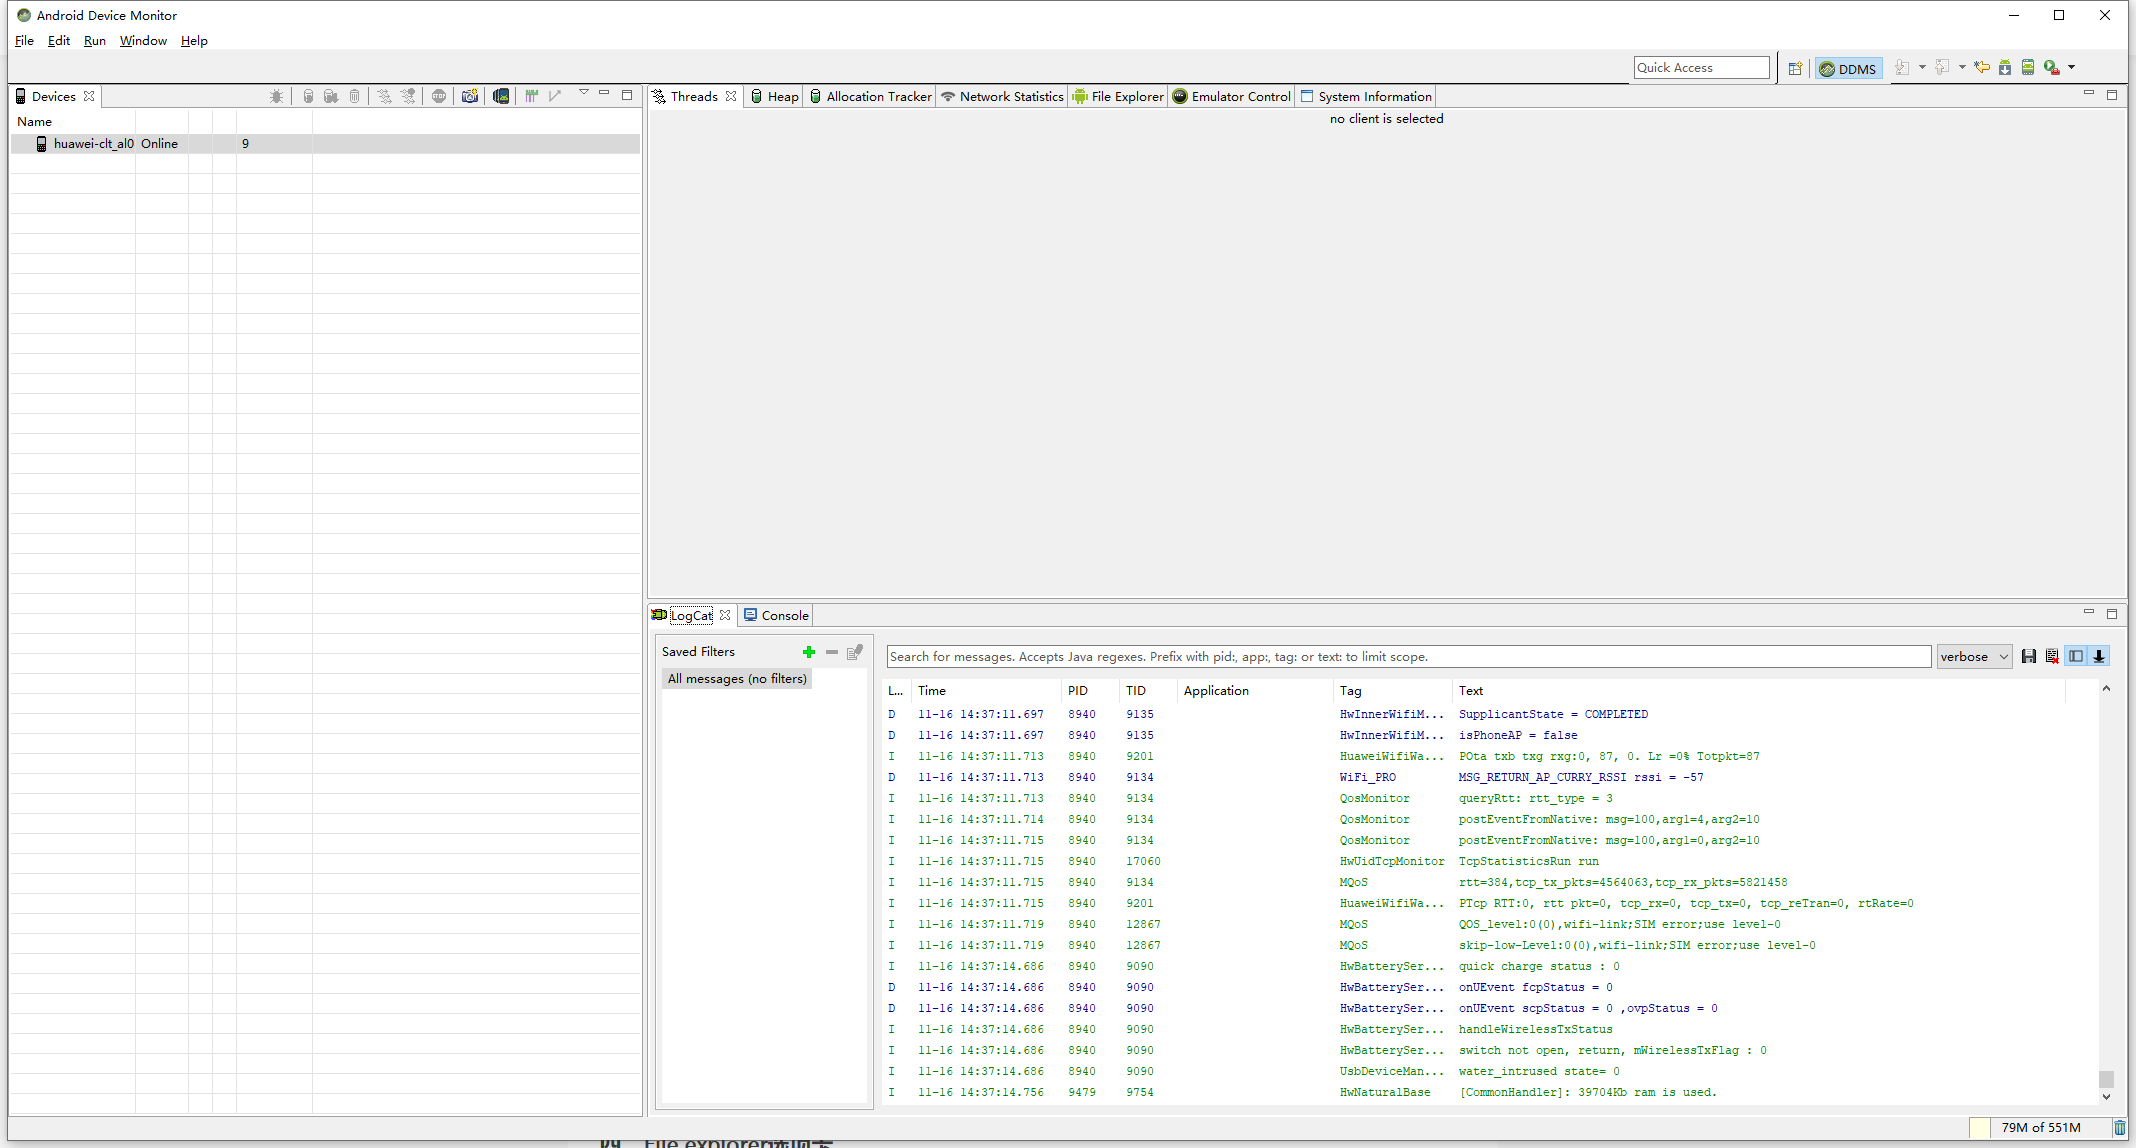 Android Device Monitor
File Edit Run Window Help
Quick Access DDMS
Devices
Name
huawei-clt_al0 Online 9
Threads Heap Allocation Tracker Network Statistics File Explorer Emulator Control System Information
no client is selected
LogCat Console
Saved Filters
All messages (no filters)
Search for messages. Accepts Java regexes. Prefix with pid:, app:, tag: or text: to limit scope. verbose
L... Time PID TID Application Tag Text
D 11-16 14:37:11.697 8940 9135 HwInnerWifiM... SupplicantState = COMPLETED
D 11-16 14:37:11.697 8940 9135 HwInnerWifiM... isPhoneAP = false
I 11-16 14:37:11.713 8940 9201 HuaweiWifiWa... POta txb txg rxg:0, 87, 0. Lr =0% Totpkt=87
D 11-16 14:37:11.713 8940 9134 WiFi_PRO MSG_RETURN_AP_CURRY_RSSI rssi = -57
I 11-16 14:37:11.713 8940 9134 QosMonitor queryRtt: rtt_type = 3
I 11-16 14:37:11.714 8940 9134 QosMonitor postEventFromNative: msg=100,arg1=4,arg2=10
I 11-16 14:37:11.715 8940 9134 QosMonitor postEventFromNative: msg=100,arg1=0,arg2=10
I 11-16 14:37:11.715 8940 17060 HwUidTcpMonitor TcpStatisticsRun run
I 11-16 14:37:11.715 8940 9134 MQoS rtt=384,tcp_tx_pkts=4564063,tcp_rx_pkts=5821458
I 11-16 14:37:11.715 8940 9201 HuaweiWifiWa... PTcp RTT:0, rtt pkt=0, tcp_rx=0, tcp_tx=0, tcp_reTran=0, rtRate=0
I 11-16 14:37:11.719 8940 12867 MQoS QOS_level:0(0),wifi-link;SIM error;use level-0
I 11-16 14:37:11.719 8940 12867 MQoS skip-low-Level:0(0),wifi-link;SIM error;use level-0
I 11-16 14:37:14.686 8940 9090 HwBatterySer... quick charge status : 0
D 11-16 14:37:14.686 8940 9090 HwBatterySer... onUEvent fcpStatus = 0
D 11-16 14:37:14.686 8940 9090 HwBatterySer... onUEvent scpStatus = 0 ,ovpStatus = 0
I 11-16 14:37:14.686 8940 9090 HwBatterySer... handleWirelessTxStatus
I 11-16 14:37:14.686 8940 9090 HwBatterySer... switch not open, return, mWirelessTxFlag : 0
I 11-16 14:37:14.686 8940 9090 UsbDeviceMan... water_intrused state= 0
I 11-16 14:37:14.756 9479 9754 HwNaturalBase [CommonHandler]: 39704Kb ram is used.
79M of 551M
File explorer